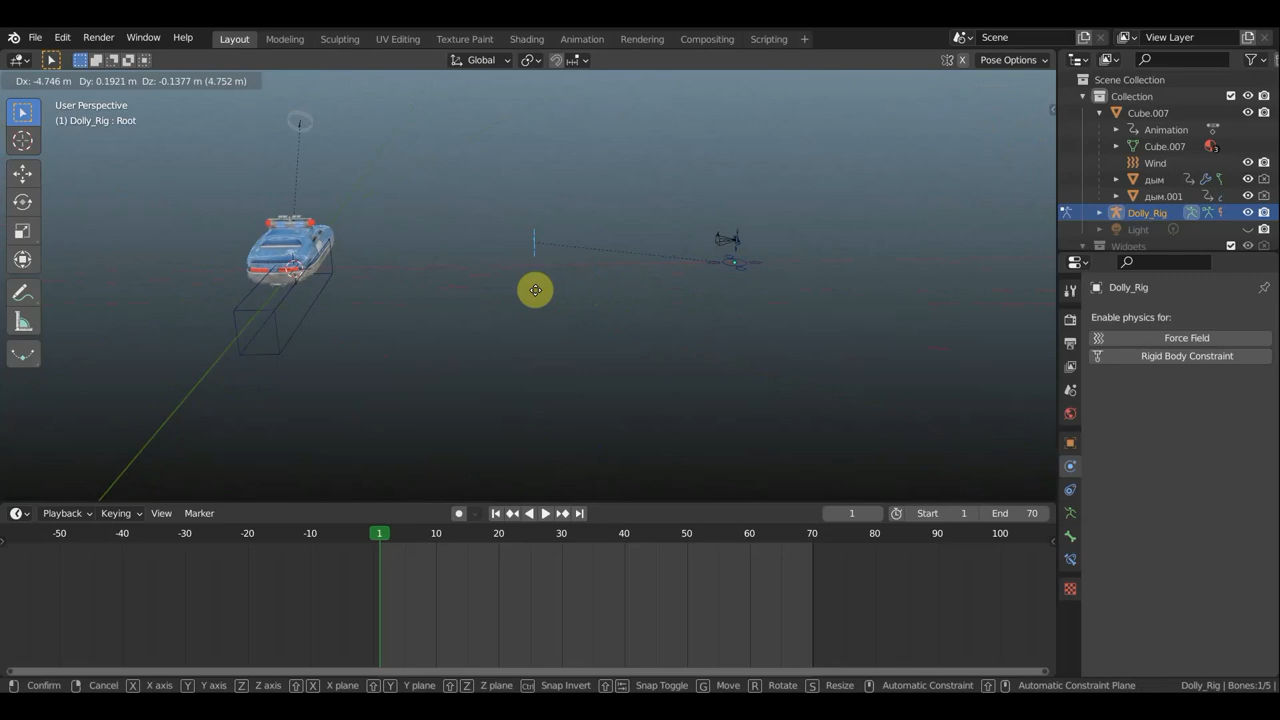 File Edit Render Window Help
Layout Modeling Sculpting UV Editing Texture Paint Shading Animation Rendering Compositing Scripting +
Scene View Layer
Global Pose Options
Dx: -4.746 m Dy: 0.1921 m Dz: -0.1377 m (4.752 m)
User Perspective
(1) Dolly_Rig : Root
Scene Collection
Collection
Cube.007
Animation
Cube.007
3
Wind
дым
дым.001
Dolly_Rig
Light
Widgets
Dolly_Rig
Enable physics for:
Force Field
Rigid Body Constraint
Playback Keying View Marker
1 Start 1 End 70
-50 -40 -30 -20 -10 1 10 20 30 40 50 60 70 80 90 100
Confirm Cancel X X axis Y Y axis Z Z axis X X plane Y Y plane Z Z plane Ctrl Snap Invert Snap Toggle G Move R Rotate S Resize Automatic Constraint Automatic Constraint Plane Dolly_Rig | Bones:1/5 |